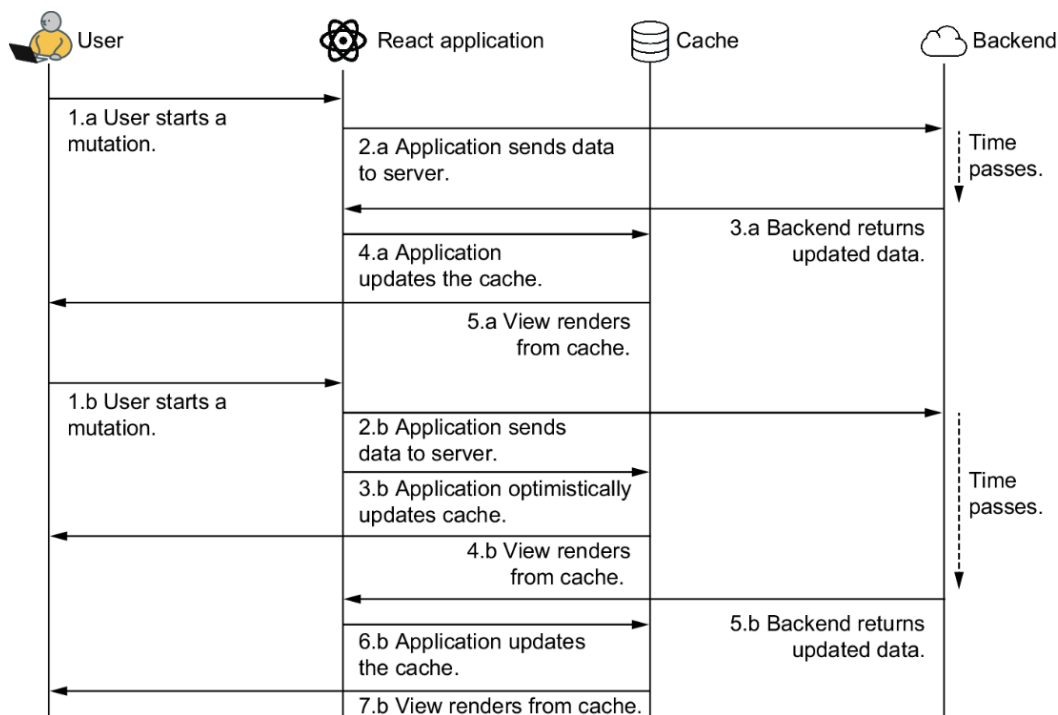 User
React application
Cache
Backend
1.a User starts a
mutation.
2.a Application sends data
to server.
Time
passes.
3.a Backend returns
updated data.
4.a Application
updates the cache.
5.a View renders
from cache.
1.b User starts a
mutation.
2.b Application sends
data to server.
3.b Application optimistically
updates cache.
Time
passes.
4.b View renders
from cache.
5.b Backend returns
updated data.
6.b Application updates
the cache.
7.b View renders from cache.